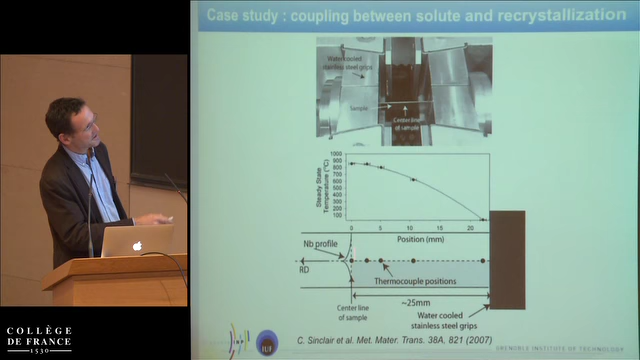 Case study : coupling between solute and recrystallization
Water cooled
stainless steel grips
Sample
Center line
of sample
Steady State
Temperature (°C)
1000
900
800
700
600
500
400
300
200
100
0
5
10
15
20
Position (mm)
Nb profile
RD
Thermocouple positions
Center line
of sample
~25mm
Water cooled
stainless steel grips
C. Sinclair et al. Met. Mater. Trans. 38A, 821 (2007)
GRENOBLE INSTITUTE OF TECHNOLOGY
IUF
COLLÈGE
DE FRANCE
1530